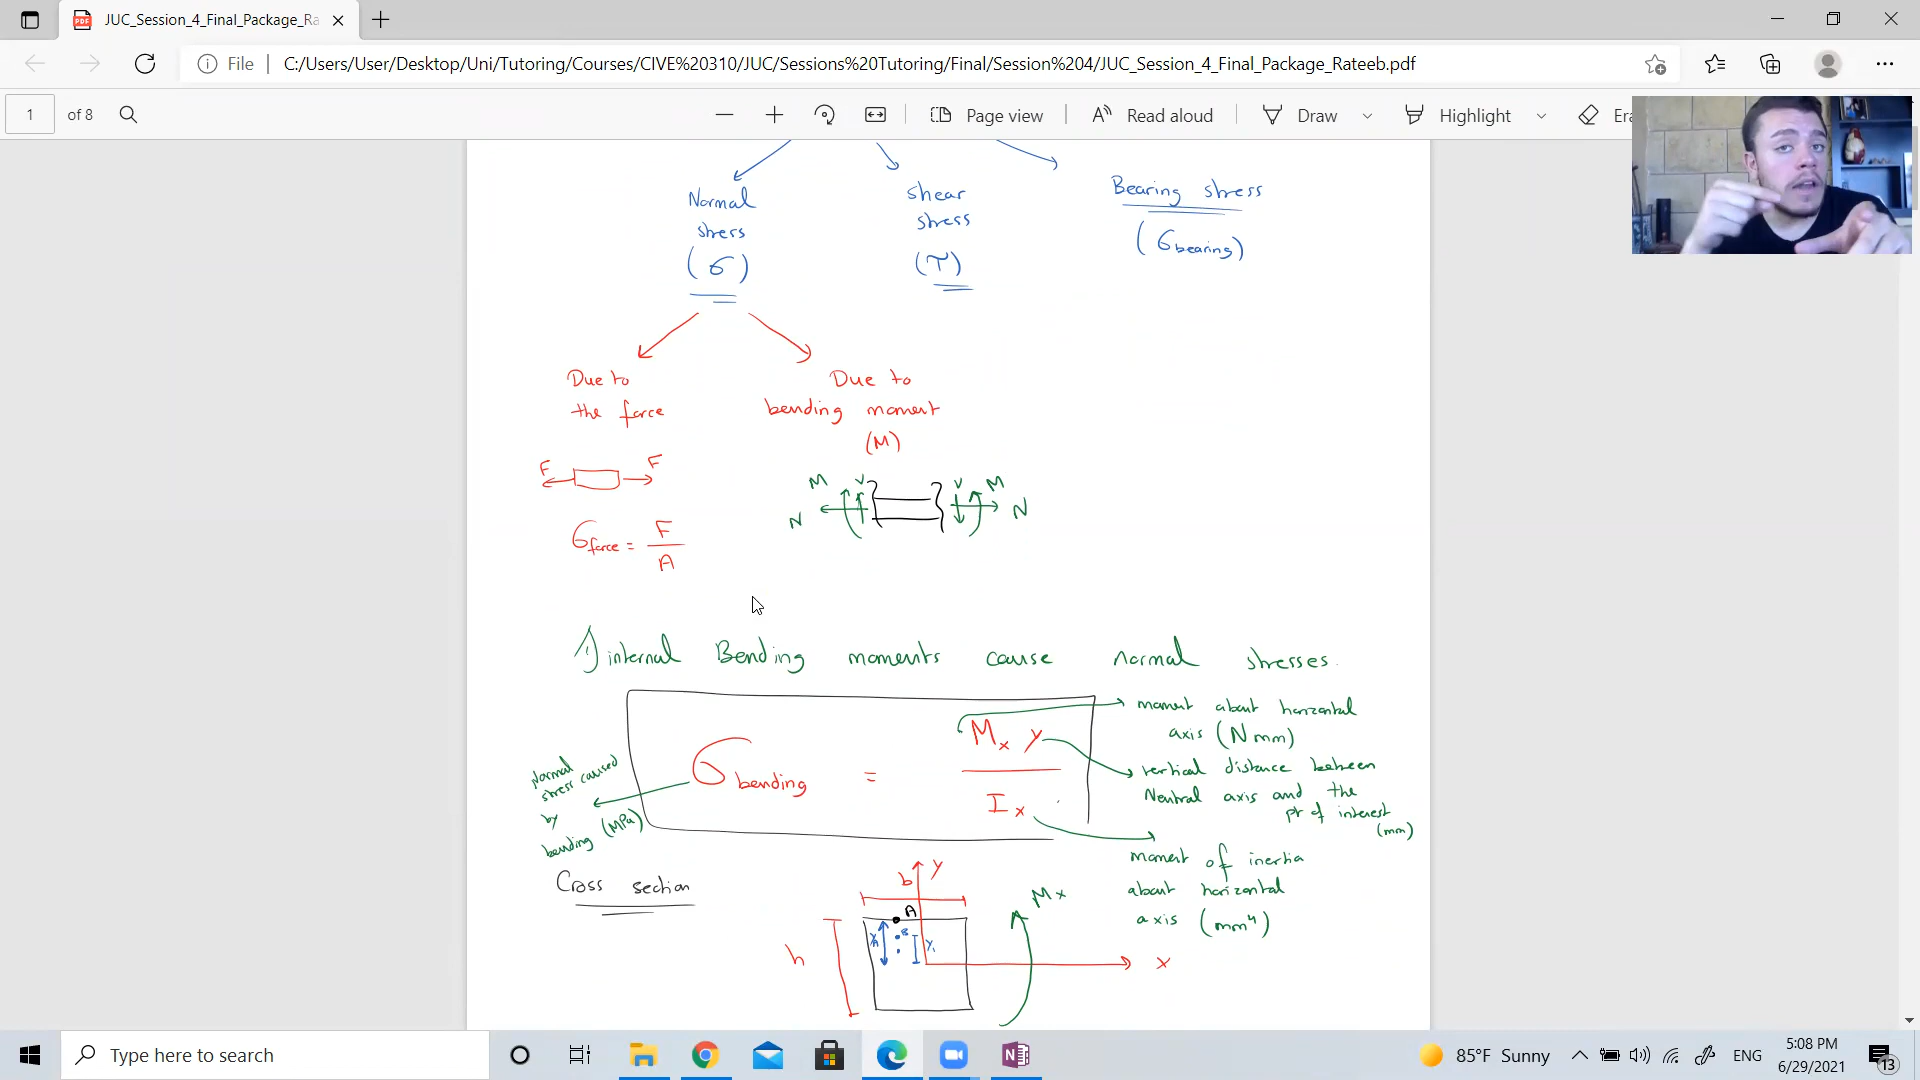 JUC_Session_4_Final_Package_Ra
File
C:/Users/User/Desktop/Uni/Tutoring/Courses/CIVE%20310/JUC/Sessions%20Tutoring/Final/Session%204/JUC_Session_4_Final_Package_Rateeb.pdf
1 of 8
Page view
Read aloud
Draw
Highlight
Era
Normal
stress
(σ)
shear
stress
(τ)
Bearing stress
(σbearing)
Due to
the force
Due to
bending moment
(M)
F F
M V V M
N N
σforce = F
A
1) internal Bending moments cause normal stresses.
σbending = Mx y
Ix
moment about horizontal
axis (N mm)
vertical distance between
Neutral axis and the
pt of interest
(mm)
Normal
stress caused
by
bending (MPa)
moment of inertia
about horizontal
axis (mm⁴)
Cross section
y
b
A
Mx
yA B y1
h
x
Type here to search
85°F Sunny
ENG
5:08 PM
6/29/2021
13